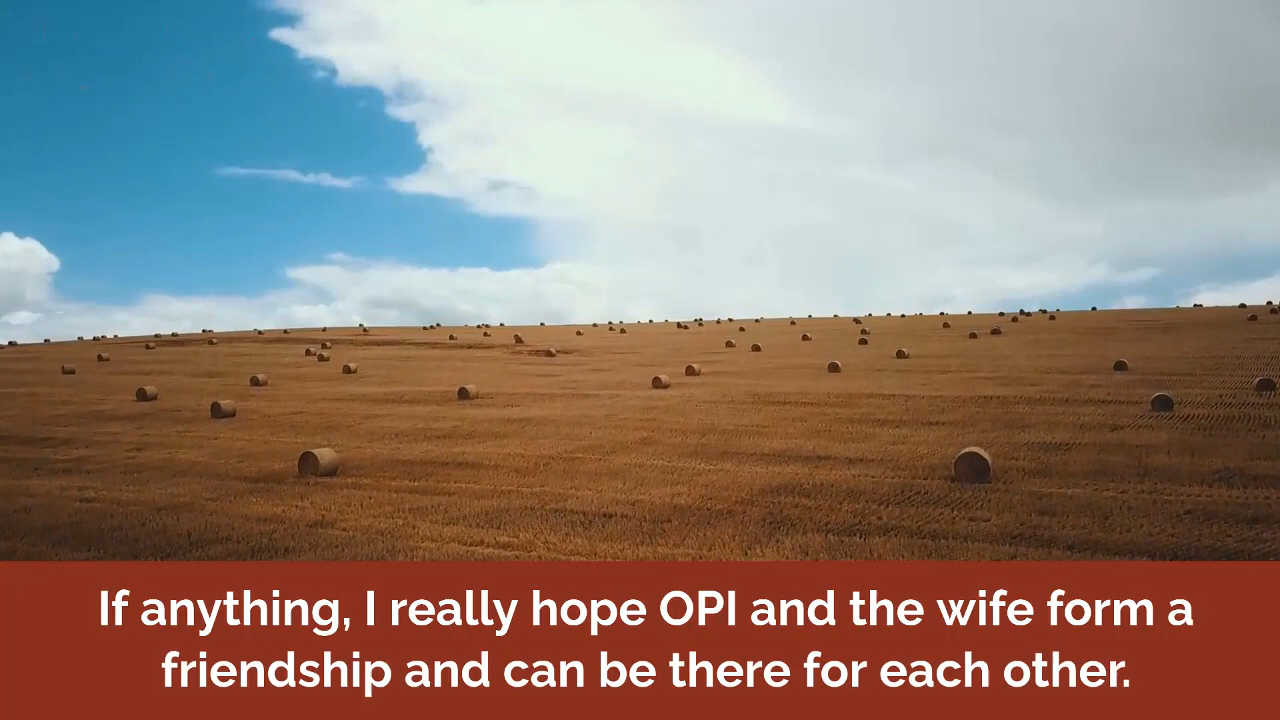 If anything, I really hope OPI and the wife form a
friendship and can be there for each other.